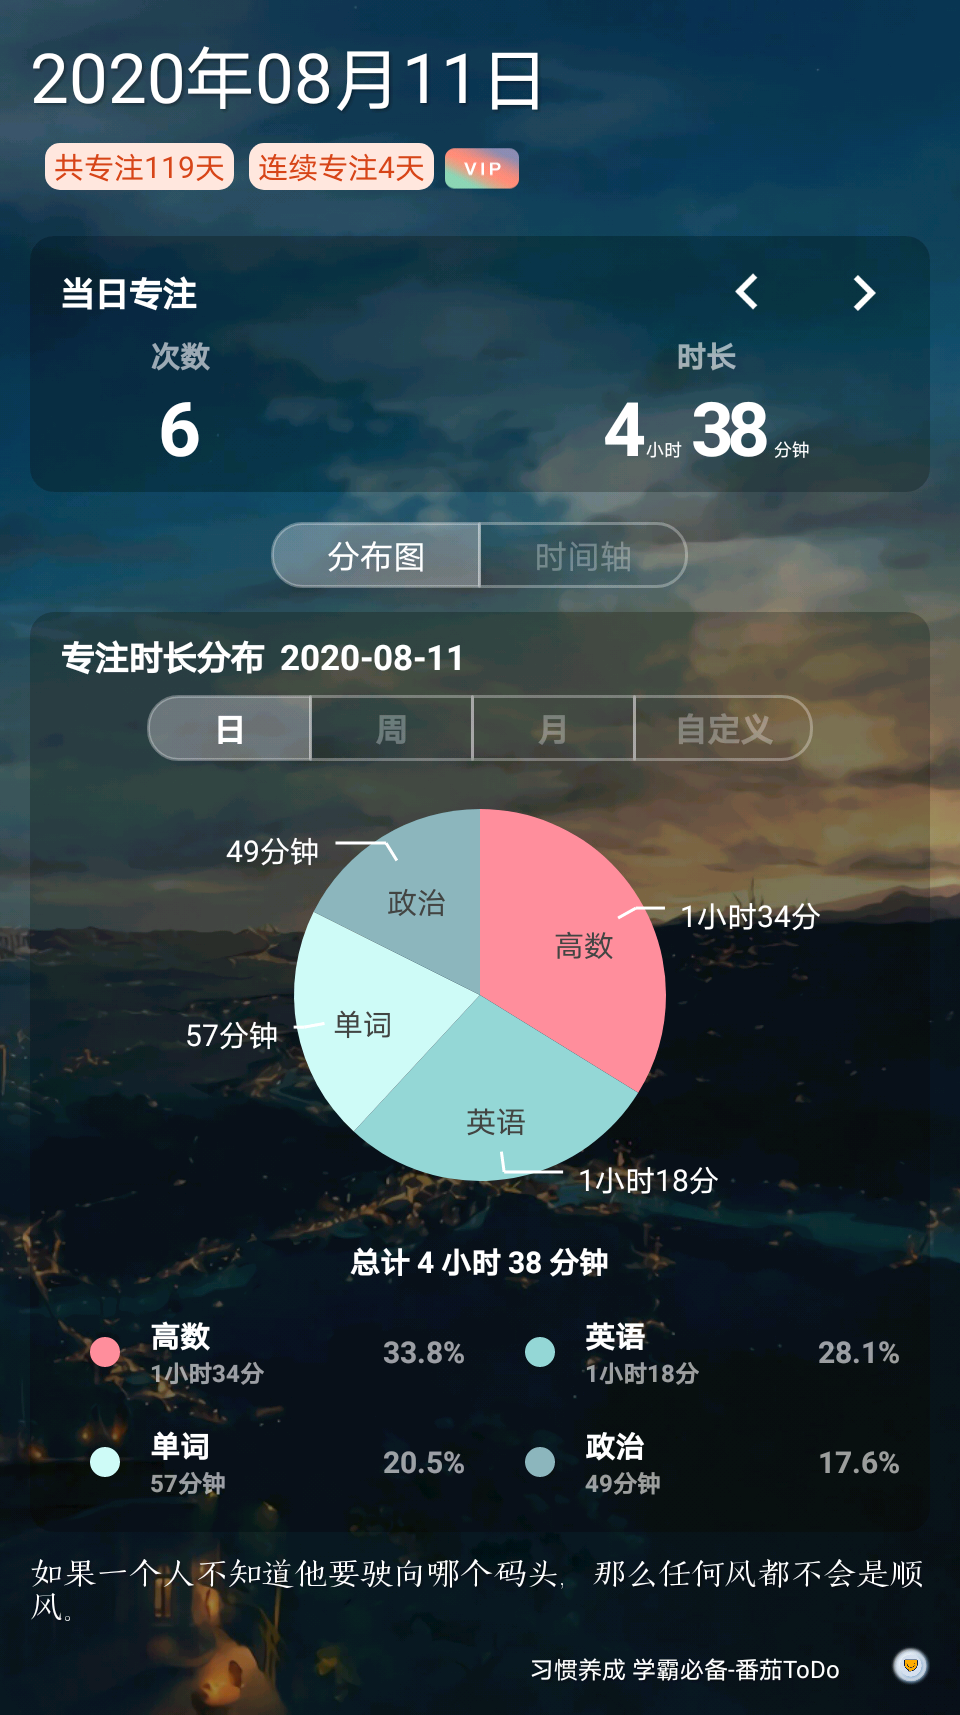 2020年08月11日
共专注119天 连续专注4天 VIP
当日专注
次数 时长
6 4小时 38 分钟
分布图 时间轴
专注时长分布 2020-08-11
日 周 月 自定义
49分钟
政治
1小时34分
高数
57分钟 单词
英语
1小时18分
总计 4 小时 38 分钟
高数 33.8% 英语 28.1%
1小时34分 1小时18分
单词 20.5% 政治 17.6%
57分钟 49分钟
如果一个人不知道他要驶向哪个码头，那么任何风都不会是顺
风。
习惯养成 学霸必备-番茄ToDo